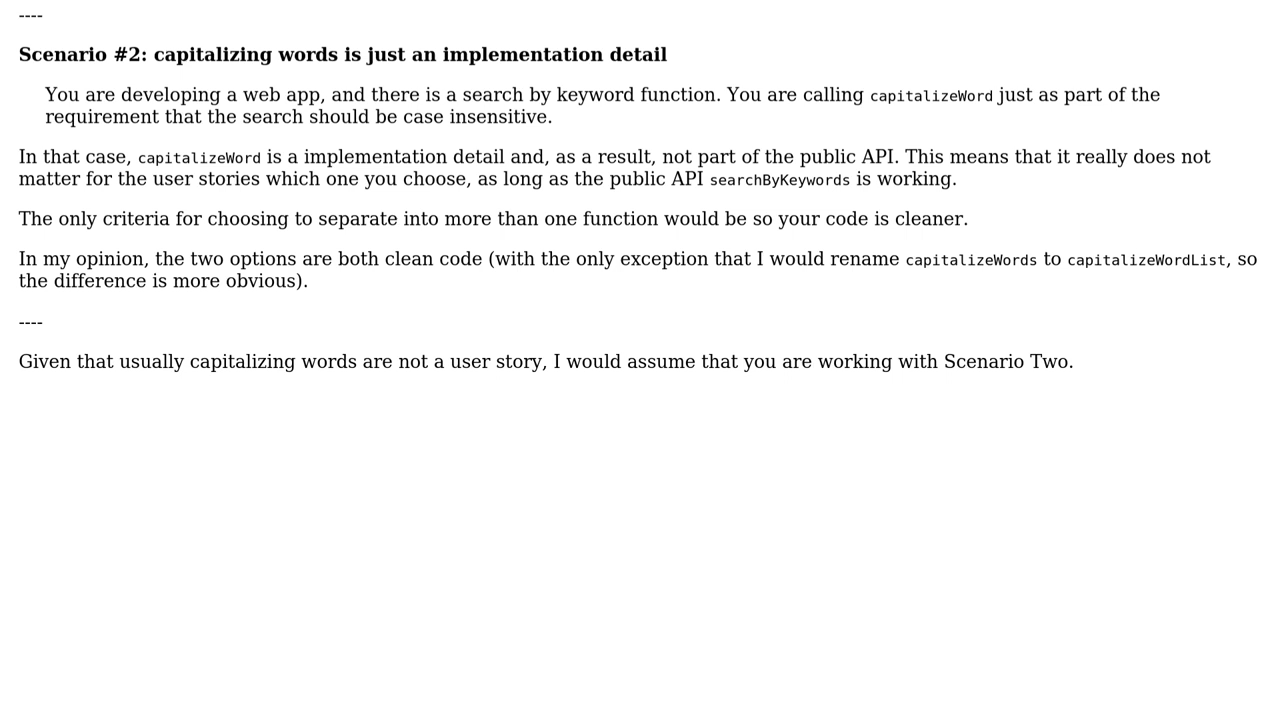 ----
Scenario #2: capitalizing words is just an implementation detail
You are developing a web app, and there is a search by keyword function. You are calling capitalizeWord just as part of the
requirement that the search should be case insensitive.
In that case, capitalizeWord is a implementation detail and, as a result, not part of the public API. This means that it really does not
matter for the user stories which one you choose, as long as the public API searchByKeywords is working.
The only criteria for choosing to separate into more than one function would be so your code is cleaner.
In my opinion, the two options are both clean code (with the only exception that I would rename capitalizeWords to capitalizeWordList, so
the difference is more obvious).
----
Given that usually capitalizing words are not a user story, I would assume that you are working with Scenario Two.